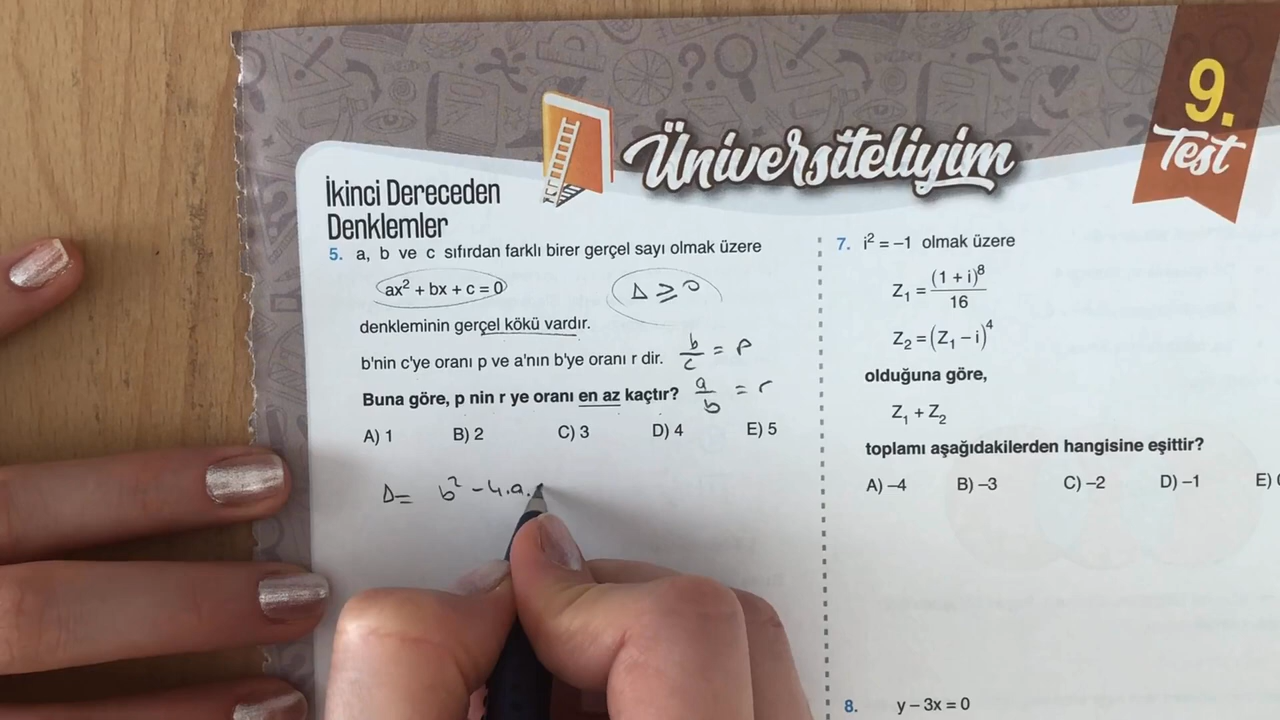 9.
Test
Üniversiteliyim
İkinci Dereceden
Denklemler
5. a, b ve c sıfırdan farklı birer gerçel sayı olmak üzere
ax² + bx + c = 0
Δ ≥ 0
denkleminin gerçel kökü vardır.
b'nin c'ye oranı p ve a'nın b'ye oranı r dir.
b/c = p
Buna göre, p nin r ye oranı en az kaçtır?
a/b = r
A) 1 B) 2 C) 3 D) 4 E) 5
Δ = b² - 4.a.
7. i² = –1 olmak üzere
Z₁ = (1 + i)⁸/16
Z₂ = (Z₁ – i)⁴
olduğuna göre,
Z₁ + Z₂
toplamı aşağıdakilerden hangisine eşittir?
A) –4 B) –3 C) –2 D) –1 E)
8. y – 3x = 0